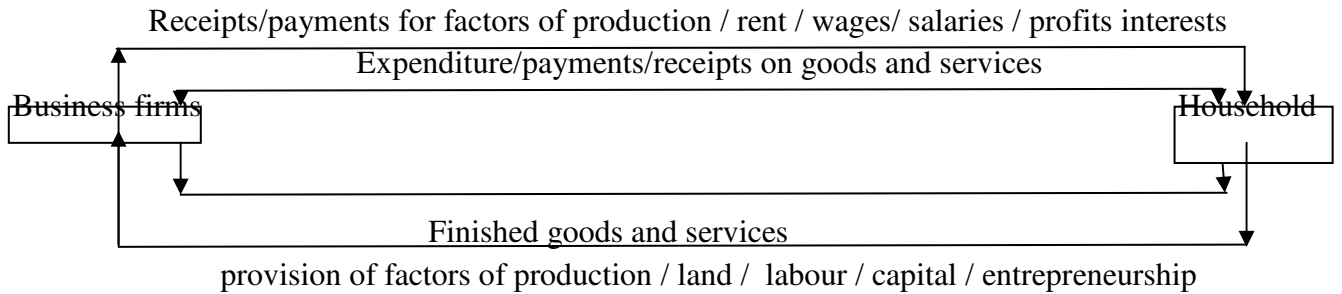 Receipts/payments for factors of production / rent / wages/ salaries / profits interests
Expenditure/payments/receipts on goods and services
Business firms
Household
Finished goods and services
provision of factors of production / land / labour / capital / entrepreneurship